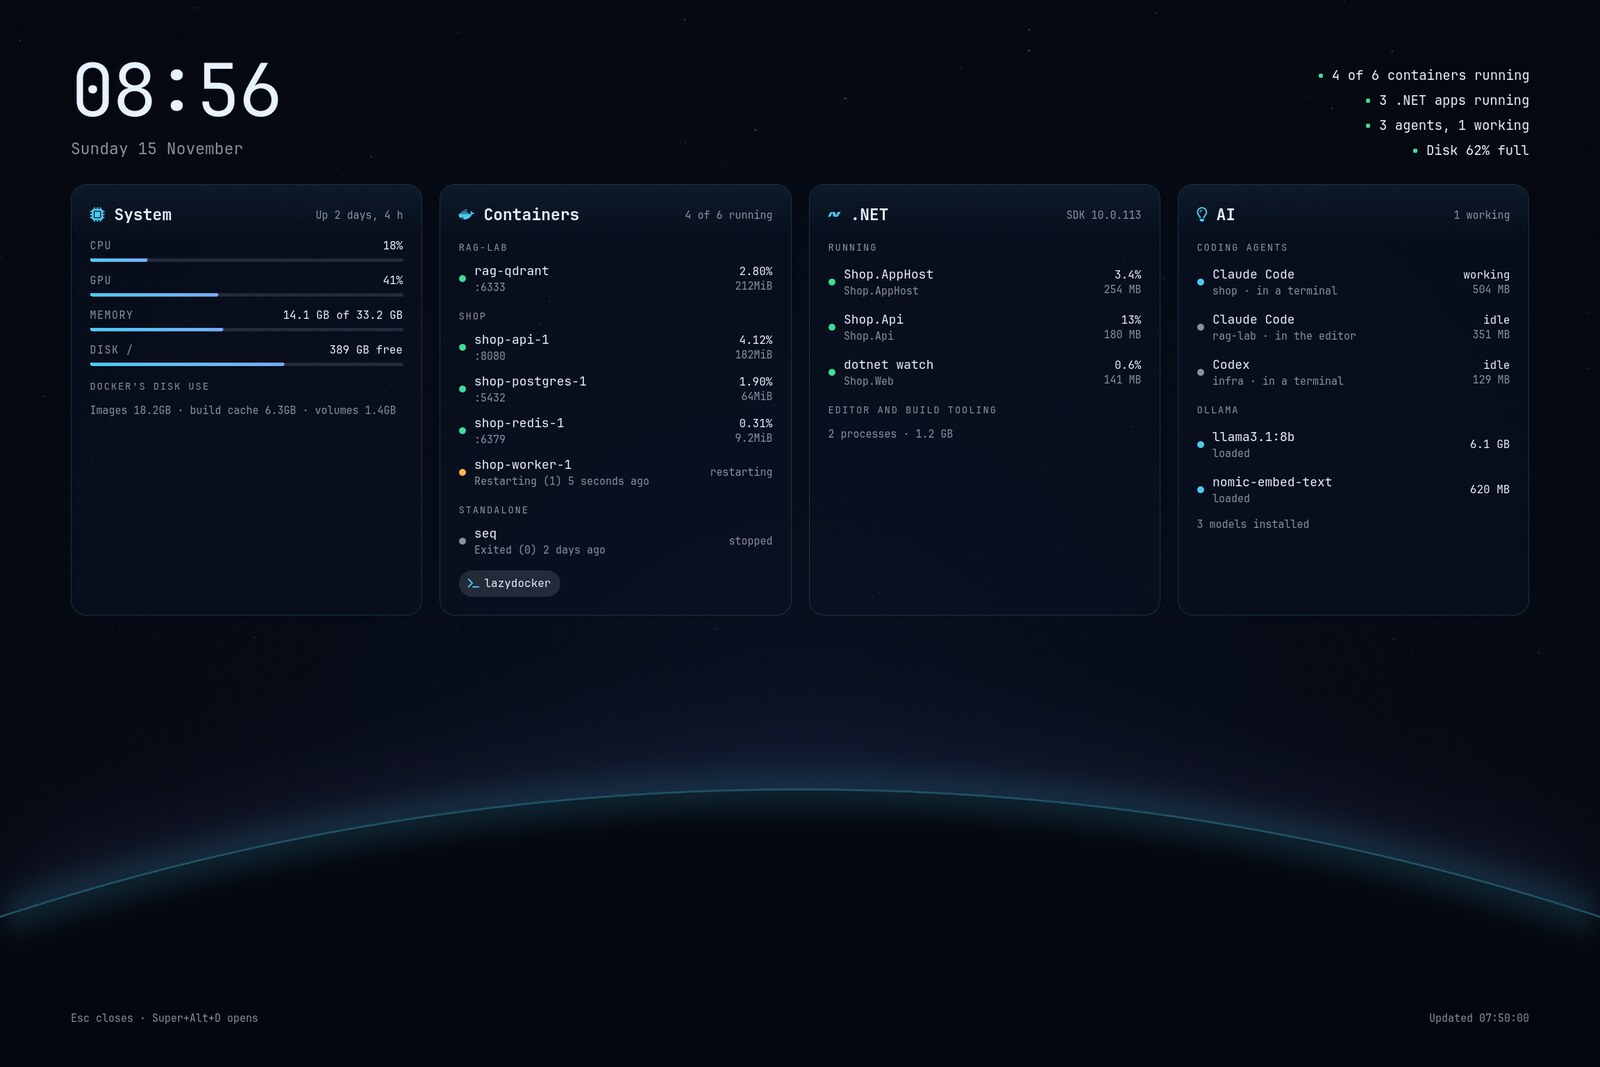 08:56
Sunday 15 November
4 of 6 containers running
3 .NET apps running
3 agents, 1 working
Disk 62% full
System
Up 2 days, 4 h
CPU
18%
GPU
41%
MEMORY
14.1 GB of 33.2 GB
DISK /
389 GB free
DOCKER'S DISK USE
Images 18.2GB · build cache 6.3GB · volumes 1.4GB
Containers
4 of 6 running
RAG-LAB
rag-qdrant
2.80%
:6333
212MiB
SHOP
shop-api-1
4.12%
:8080
182MiB
shop-postgres-1
1.90%
:5432
64MiB
shop-redis-1
0.31%
:6379
9.2MiB
shop-worker-1
restarting
Restarting (1) 5 seconds ago
STANDALONE
seq
stopped
Exited (0) 2 days ago
lazydocker
.NET
SDK 10.0.113
RUNNING
Shop.AppHost
3.4%
Shop.AppHost
254 MB
Shop.Api
13%
Shop.Api
180 MB
dotnet watch
0.6%
Shop.Web
141 MB
EDITOR AND BUILD TOOLING
2 processes · 1.2 GB
AI
1 working
CODING AGENTS
Claude Code
working
shop · in a terminal
504 MB
Claude Code
idle
rag-lab · in the editor
351 MB
Codex
idle
infra · in a terminal
129 MB
OLLAMA
llama3.1:8b
6.1 GB
loaded
nomic-embed-text
620 MB
loaded
3 models installed
Esc closes · Super+Alt+D opens
Updated 07:50:00